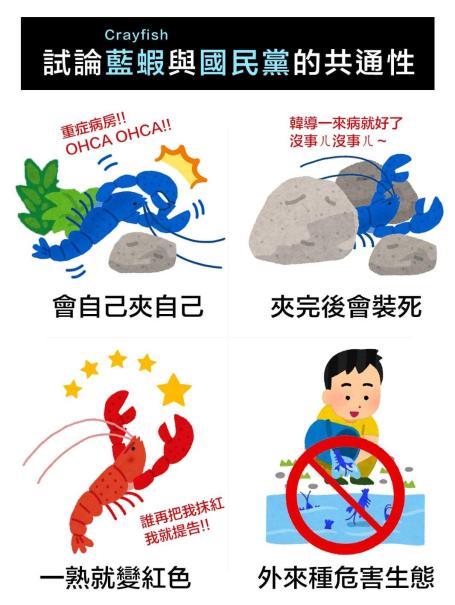 Crayfish
試論藍蝦與國民黨的共通性
重症病房!!
OHCA OHCA!!
會自己夾自己
韓導一來病就好了
沒事ㄦ沒事ㄦ～
夾完後會裝死
誰再把我抹紅
我就提告!!
一熟就變紅色
外來種危害生態